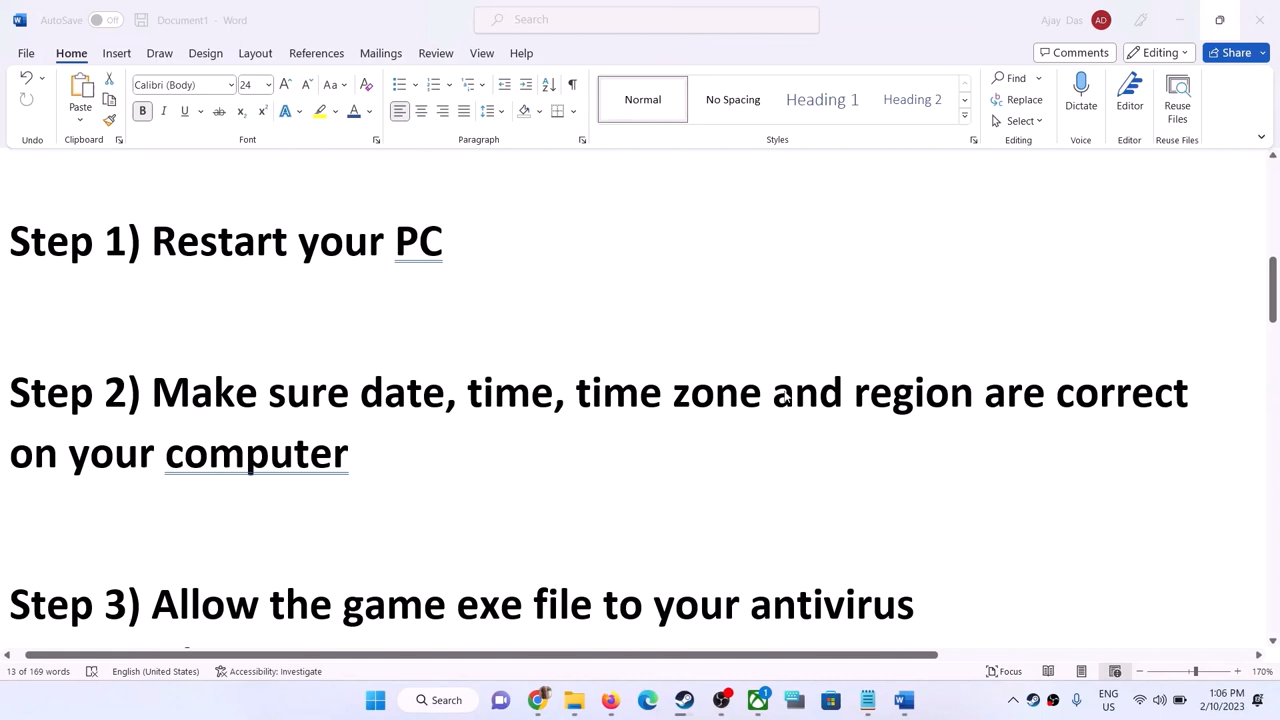 AutoSave Off Document1 - Word Search Ajay Das AD
File Home Insert Draw Design Layout References Mailings Review View Help Comments Editing Share
Calibri (Body) 24 Aa Normal No Spacing Heading 1 Heading 2 Find Replace Select
Paste Dictate Editor Reuse Files
Undo Clipboard Font Paragraph Styles Editing Voice Editor Reuse Files
Step 1) Restart your PC
Step 2) Make sure date, time, time zone and region are correct
on your computer
Step 3) Allow the game exe file to your antivirus
13 of 169 words English (United States) Accessibility: Investigate Focus 170%
Search 1 ENG US 1:06 PM 2/10/2023